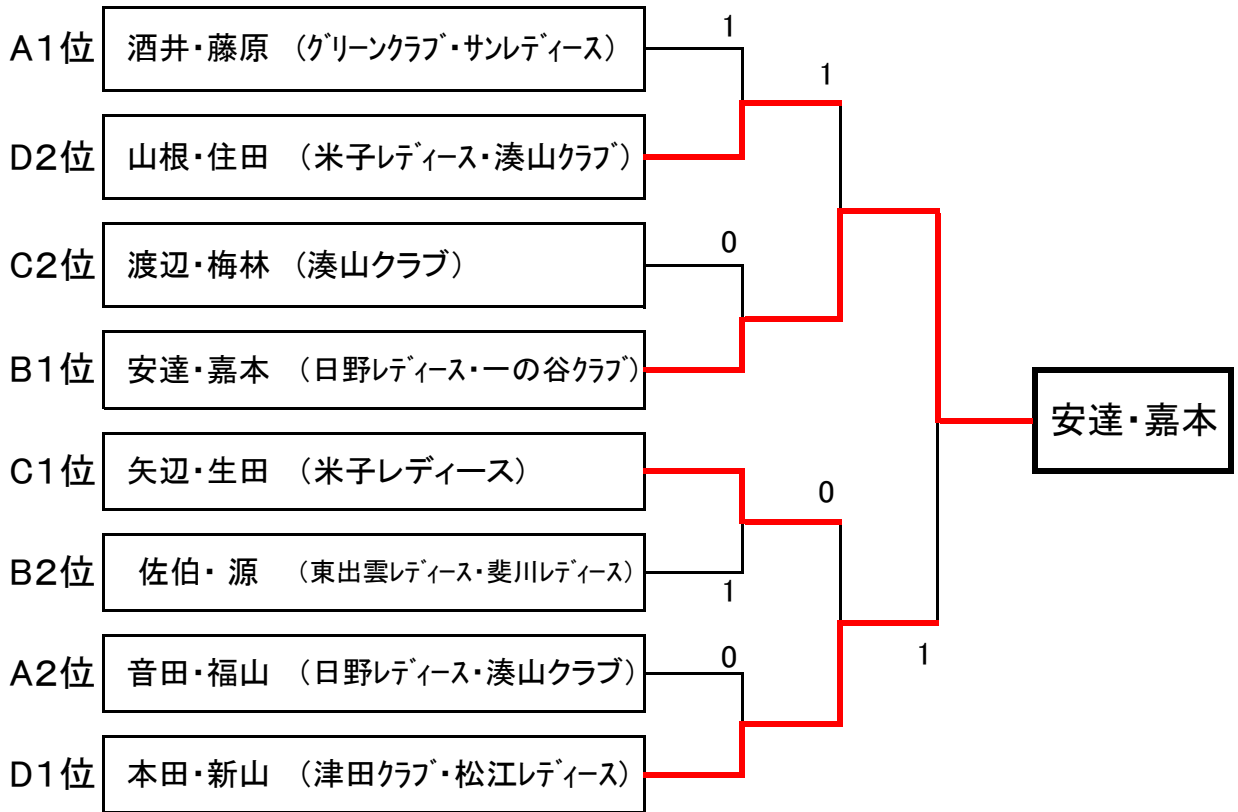 A1位 酒井・藤原 (グリーンクラブ・サンレディース) 1
1
D2位 山根・住田 (米子レディース・湊山クラブ)
C2位 渡辺・梅林 (湊山クラブ) 0
B1位 安達・嘉本 (日野レディース・一の谷クラブ)
安達・嘉本
C1位 矢辺・生田 (米子レディース)
0
B2位 佐伯・ 源 (東出雲レディース・斐川レディース) 1
A2位 音田・福山 (日野レディース・湊山クラブ) 0
1
D1位 本田・新山 (津田クラブ・松江レディース)